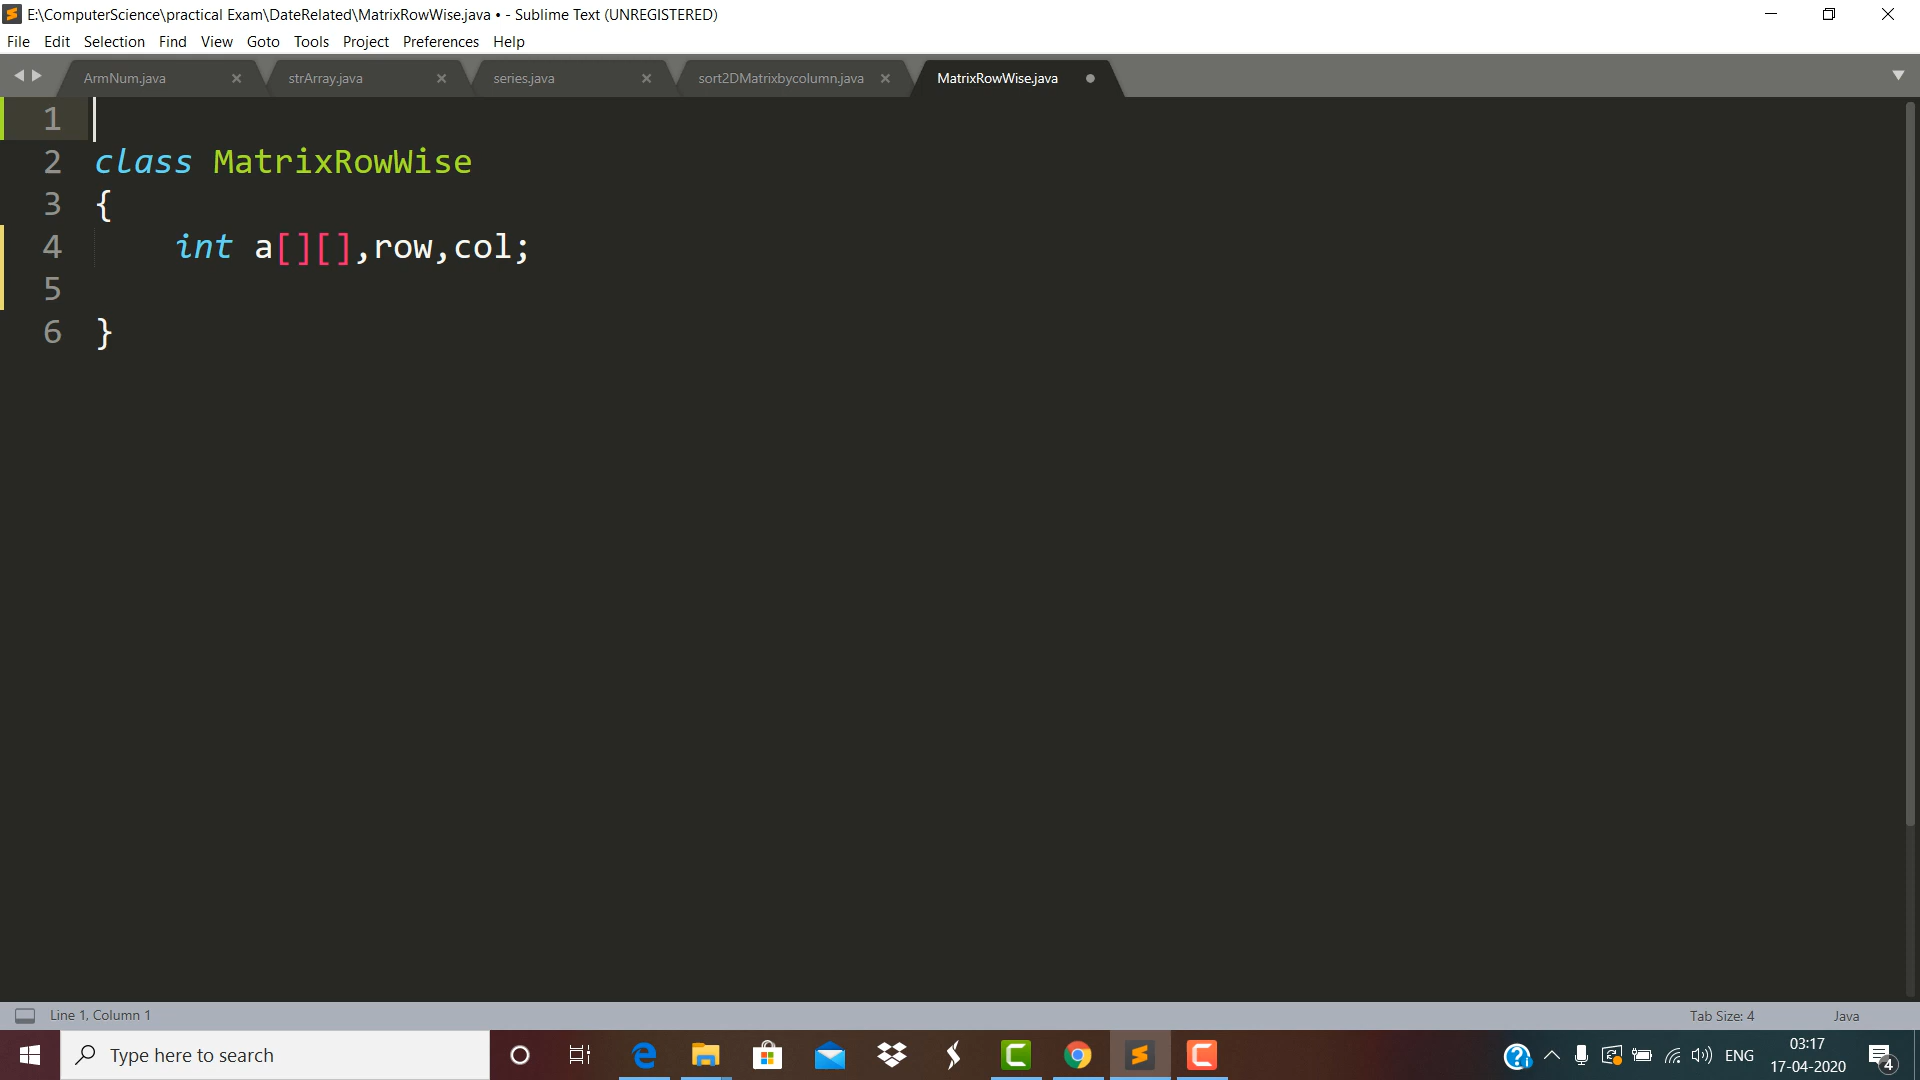 E:\ComputerScience\practical Exam\DateRelated\MatrixRowWise.java • - Sublime Text (UNREGISTERED)
File Edit Selection Find View Goto Tools Project Preferences Help
ArmNum.java strArray.java series.java sort2DMatrixbycolumn.java MatrixRowWise.java
1
2 class MatrixRowWise
3 {
4 int a[][],row,col;
5
6 }
Line 1, Column 1 Tab Size: 4 Java
Type here to search ENG 03:17
17-04-2020 4